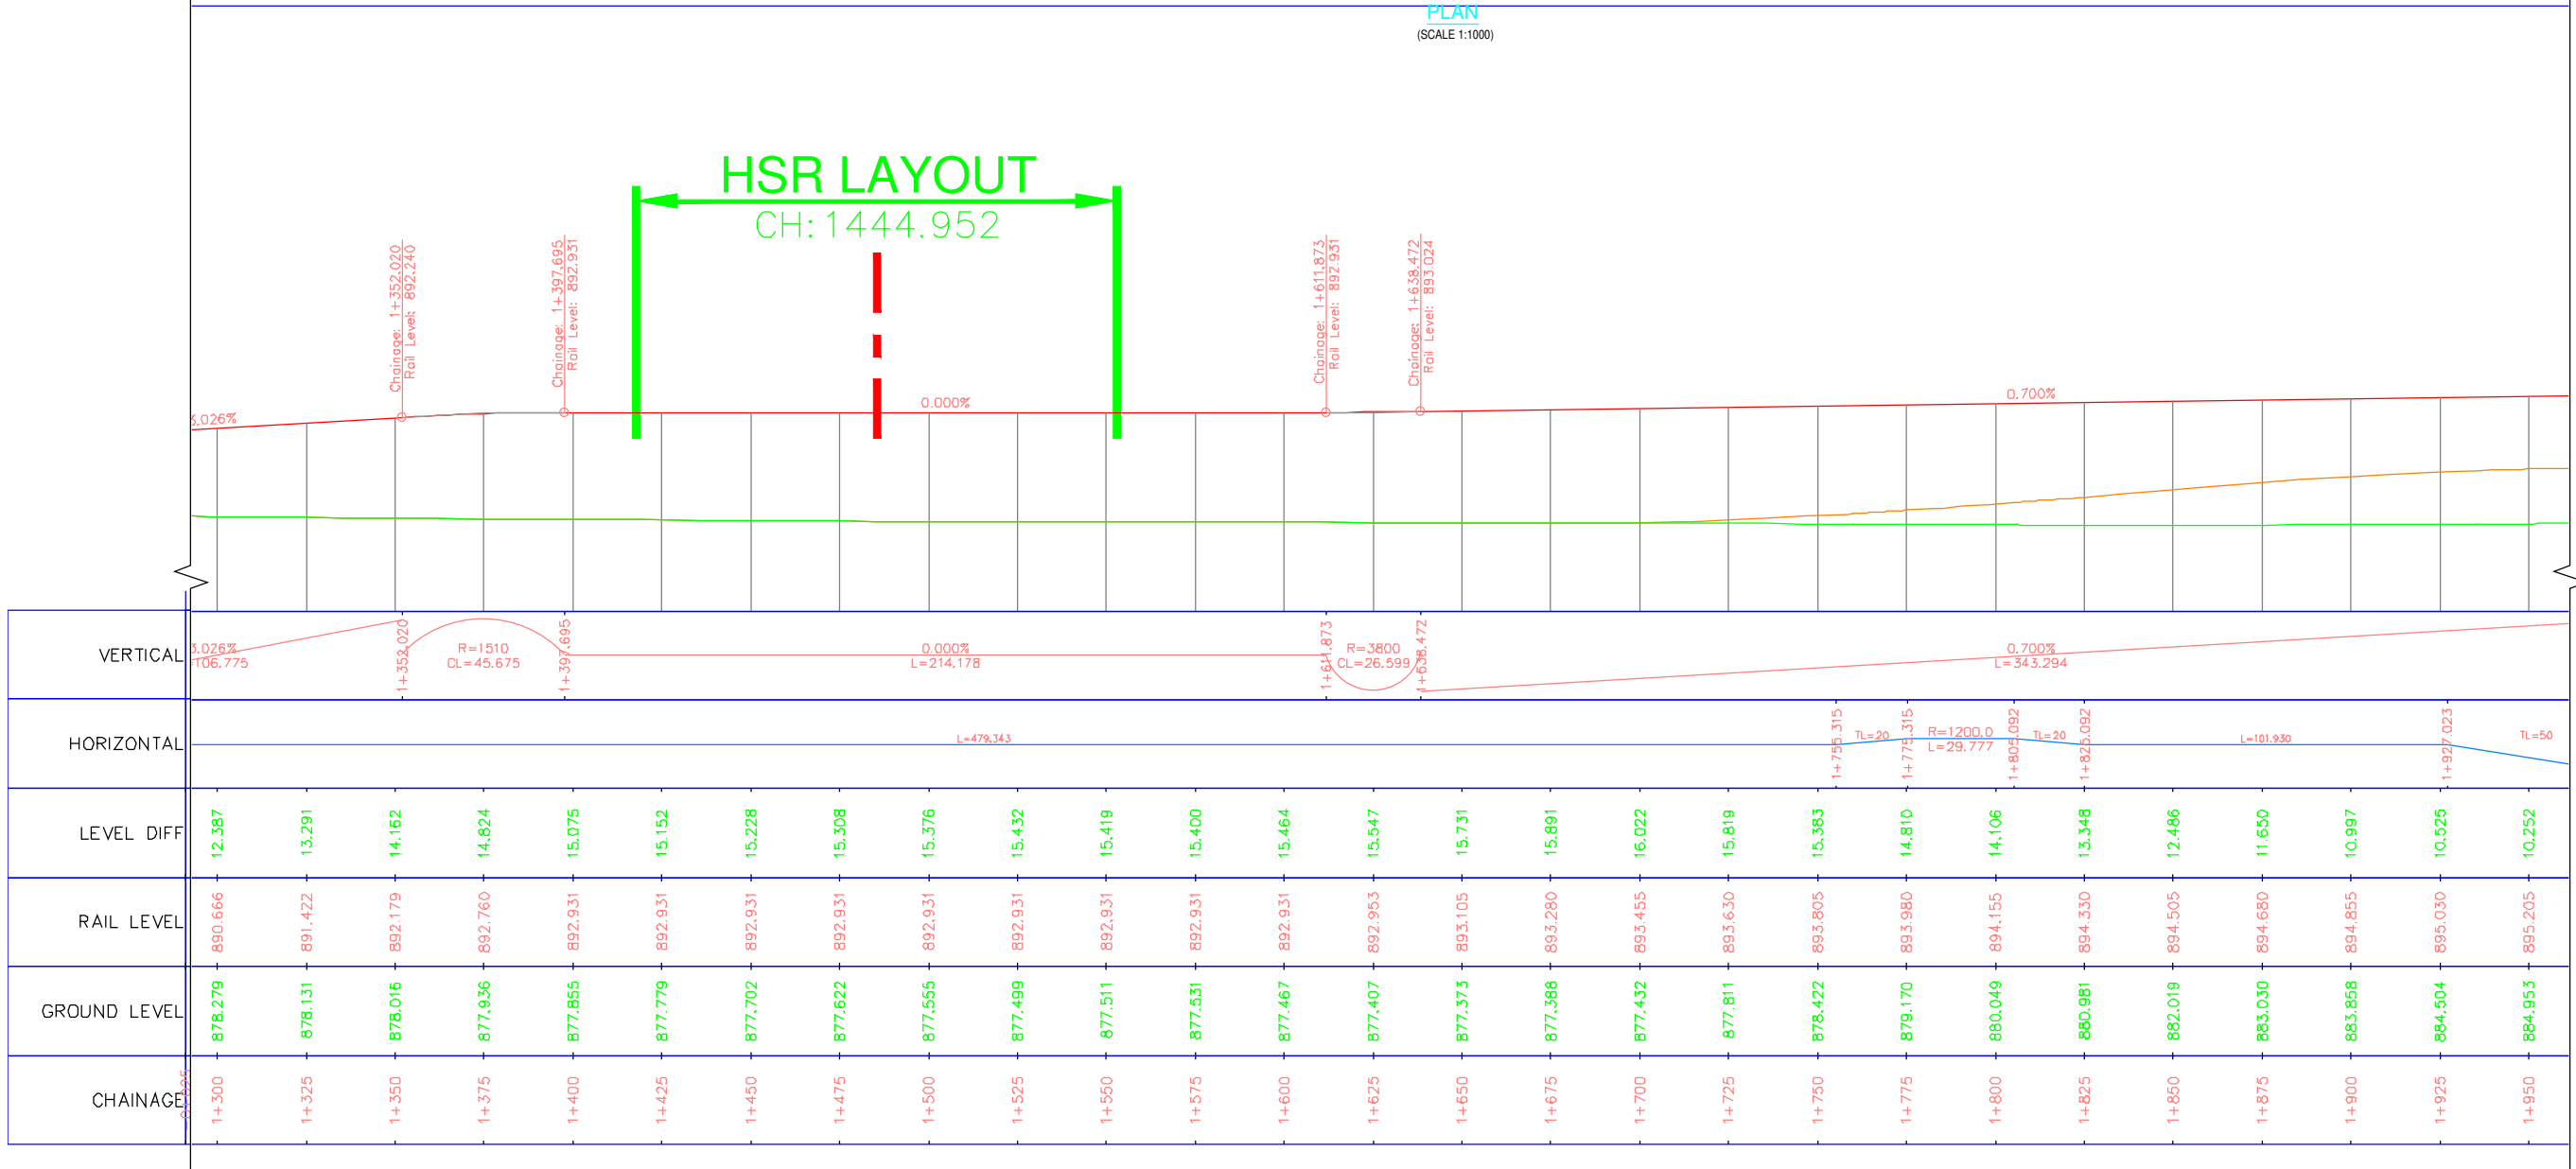 PLAN
(SCALE 1:1000)
HSR LAYOUT
CH:1444.952
Chainage: 1+352.020
Rail Level: 892.240
Chainage: 1+397.695
Rail Level: 892.931
Chainage: 1+611.873
Rail Level: 892.931
Chainage: 1+638.472
Rail Level: 893.024
3.026%
0.000%
0.700%
VERTICAL
3.026%
106.775
1+352.020
R=1510
CL=45.675
1+397.695
0.000%
L=214.178
1+611.873
R=3800
CL=26.599
1+638.472
0.700%
L=343.294
HORIZONTAL
L=479.343
1+755.315
TL=20
1+775.315
R=1200.0
L=29.777
1+805.092
TL=20
1+825.092
L=101.930
1+927.023
TL=50
LEVEL DIFF 12.387 13.291 14.162 14.824 15.075 15.152 15.228 15.308 15.376 15.432 15.419 15.400 15.464 15.547 15.731 15.891 16.022 15.819 15.383 14.810 14.106 13.348 12.486 11.650 10.997 10.525 10.252
RAIL LEVEL 890.666 891.422 892.179 892.760 892.931 892.931 892.931 892.931 892.931 892.931 892.931 892.931 892.931 892.953 893.105 893.280 893.455 893.630 893.805 893.980 894.155 894.330 894.505 894.680 894.855 895.030 895.205
GROUND LEVEL 878.279 878.131 878.016 877.936 877.855 877.779 877.702 877.622 877.555 877.499 877.511 877.531 877.467 877.407 877.373 877.388 877.432 877.811 878.422 879.170 880.049 880.981 882.019 883.030 883.858 884.504 884.953
CHAINAGE 1+300 1+325 1+350 1+375 1+400 1+425 1+450 1+475 1+500 1+525 1+550 1+575 1+600 1+625 1+650 1+675 1+700 1+725 1+750 1+775 1+800 1+825 1+850 1+875 1+900 1+925 1+950